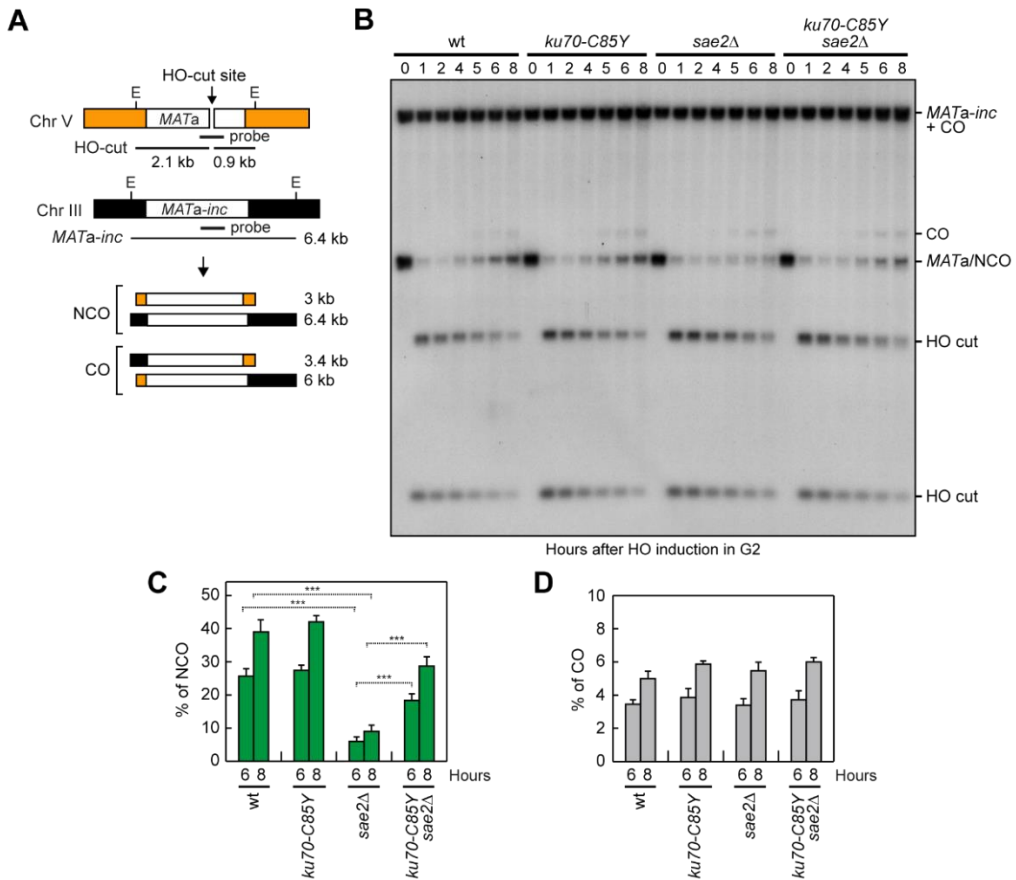 A
HO-cut site
E
E
Chr V
MATa
probe
HO-cut
2.1 kb
0.9 kb
E
E
Chr III
MATa-inc
probe
MATa-inc
6.4 kb
NCO
3 kb
6.4 kb
CO
3.4 kb
6 kb
B
wt
ku70-C85Y
sae2Δ
ku70-C85Y
sae2Δ
0 1 2 4 5 6 8 0 1 2 4 5 6 8 0 1 2 4 5 6 8 0 1 2 4 5 6 8
MATa-inc
+ CO
CO
MATa/NCO
HO cut
HO cut
Hours after HO induction in G2
C
% of NCO
50
40
30
20
10
0
***
***
***
***
6 8 6 8 6 8 6 8 Hours
wt
ku70-C85Y
sae2Δ
ku70-C85Y
sae2Δ
D
% of CO
10
8
6
4
2
0
6 8 6 8 6 8 6 8 Hours
wt
ku70-C85Y
sae2Δ
ku70-C85Y
sae2Δ